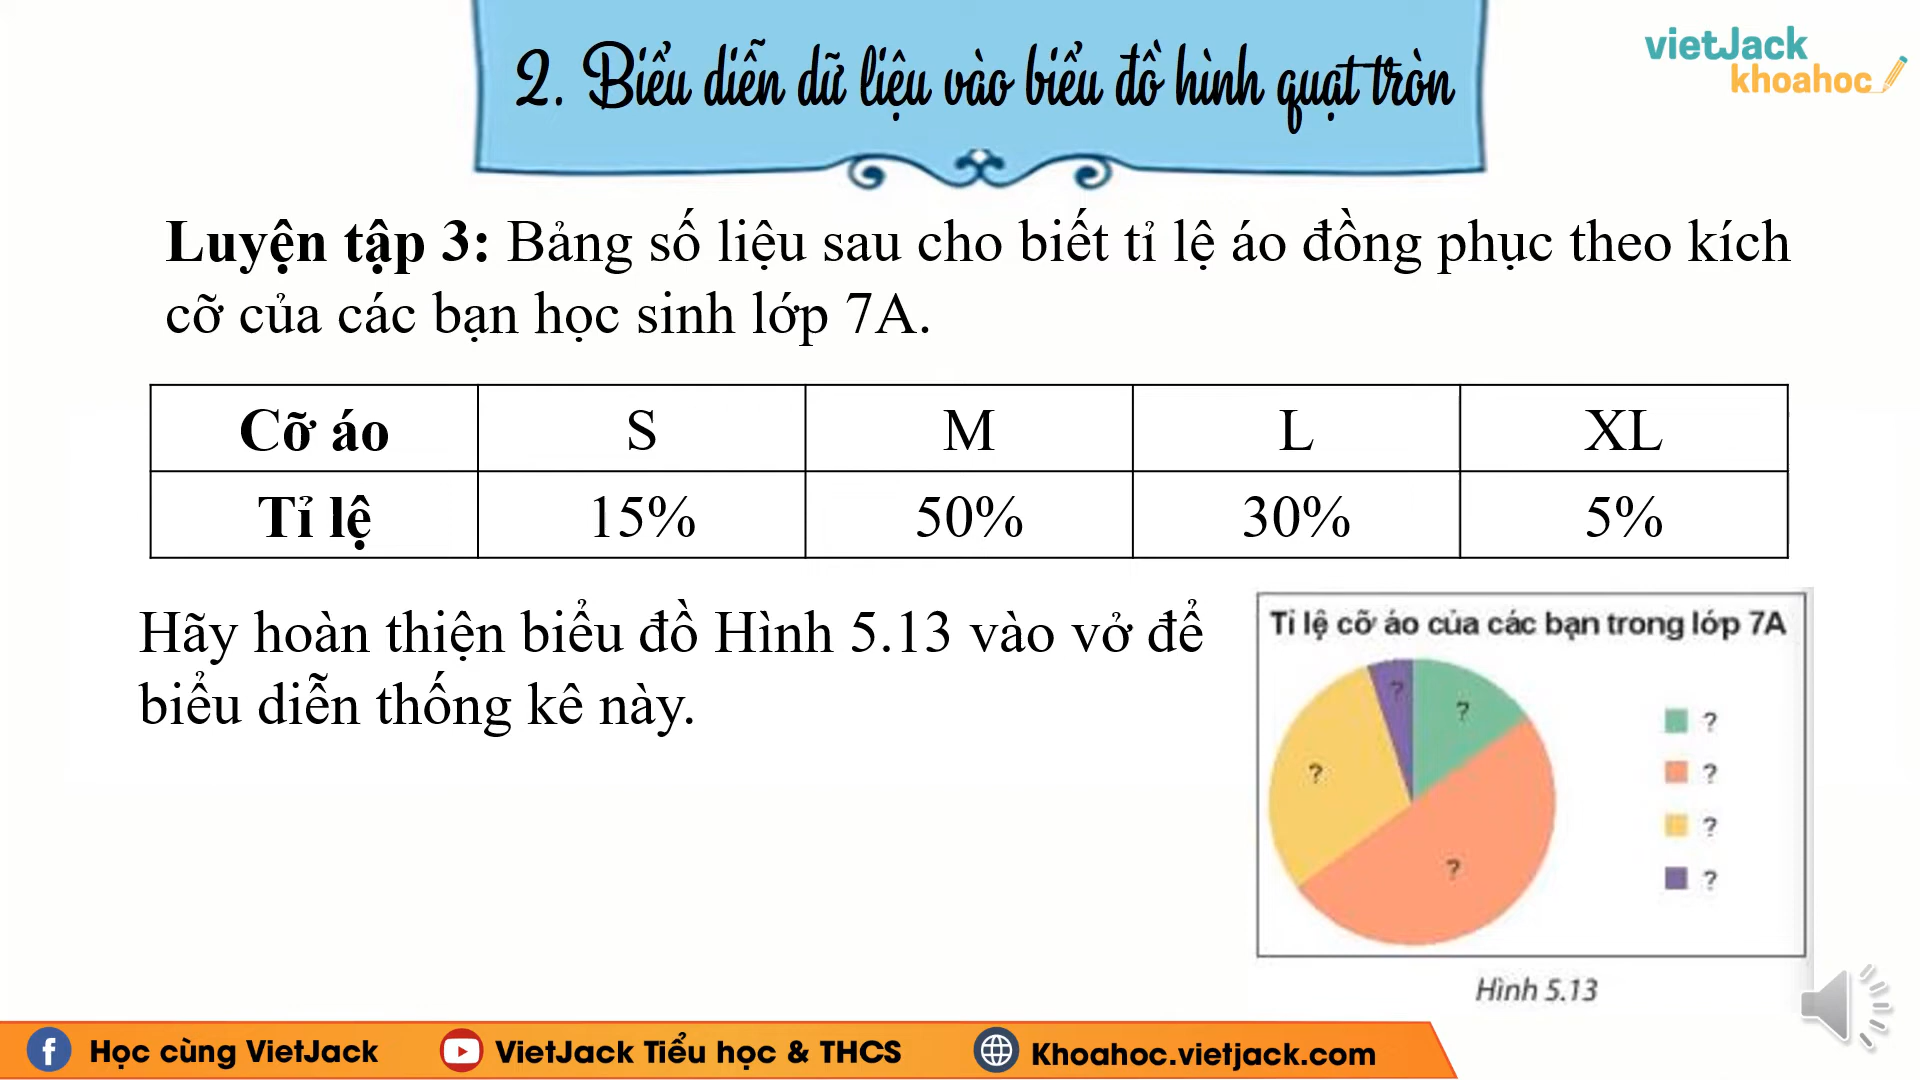 2. Biểu diễn dữ liệu vào biểu đồ hình quạt tròn
vietJack
khoahoc
Luyện tập 3: Bảng số liệu sau cho biết tỉ lệ áo đồng phục theo kích
cỡ của các bạn học sinh lớp 7A.
Cỡ áo S M L XL
Tỉ lệ 15% 50% 30% 5%
Hãy hoàn thiện biểu đồ Hình 5.13 vào vở để
biểu diễn thống kê này.
Tỉ lệ cỡ áo của các bạn trong lớp 7A
?
?
?
?
?
?
?
?
Hình 5.13
Học cùng VietJack
VietJack Tiểu học & THCS
Khoahoc.vietjack.com